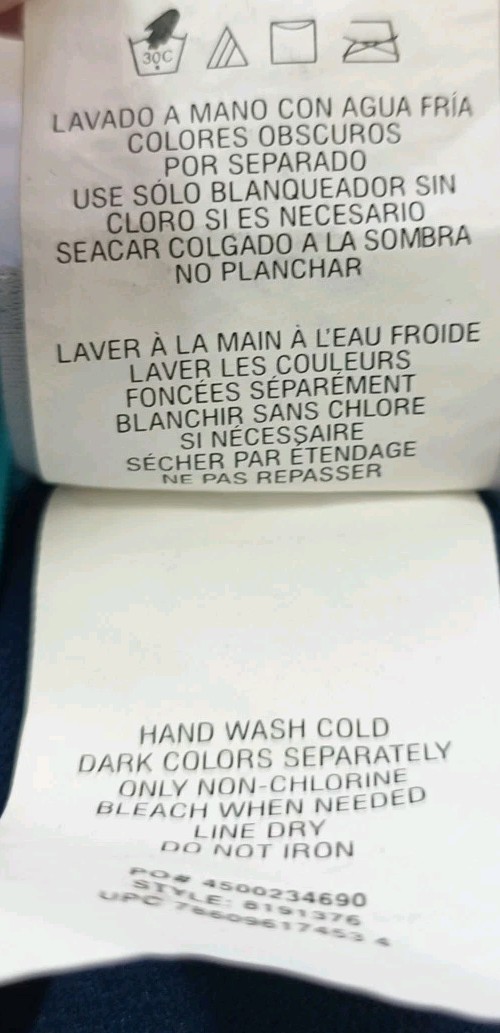 30C
LAVADO A MANO CON AGUA FRÍA
COLORES OBSCUROS
POR SEPARADO
USE SÓLO BLANQUEADOR SIN
CLORO SI ES NECESARIO
SEACAR COLGADO A LA SOMBRA
NO PLANCHAR
LAVER À LA MAIN À L'EAU FROIDE
LAVER LES COULEURS
FONCÉES SÉPARÉMENT
BLANCHIR SANS CHLORE
SI NÉCESSAIRE
SÉCHER PAR ÉTENDAGE
NE PAS REPASSER
HAND WASH COLD
DARK COLORS SEPARATELY
ONLY NON-CHLORINE
BLEACH WHEN NEEDED
LINE DRY
DO NOT IRON
PO# 4500234690
STYLE: 8191376
UPC 78609617453 4